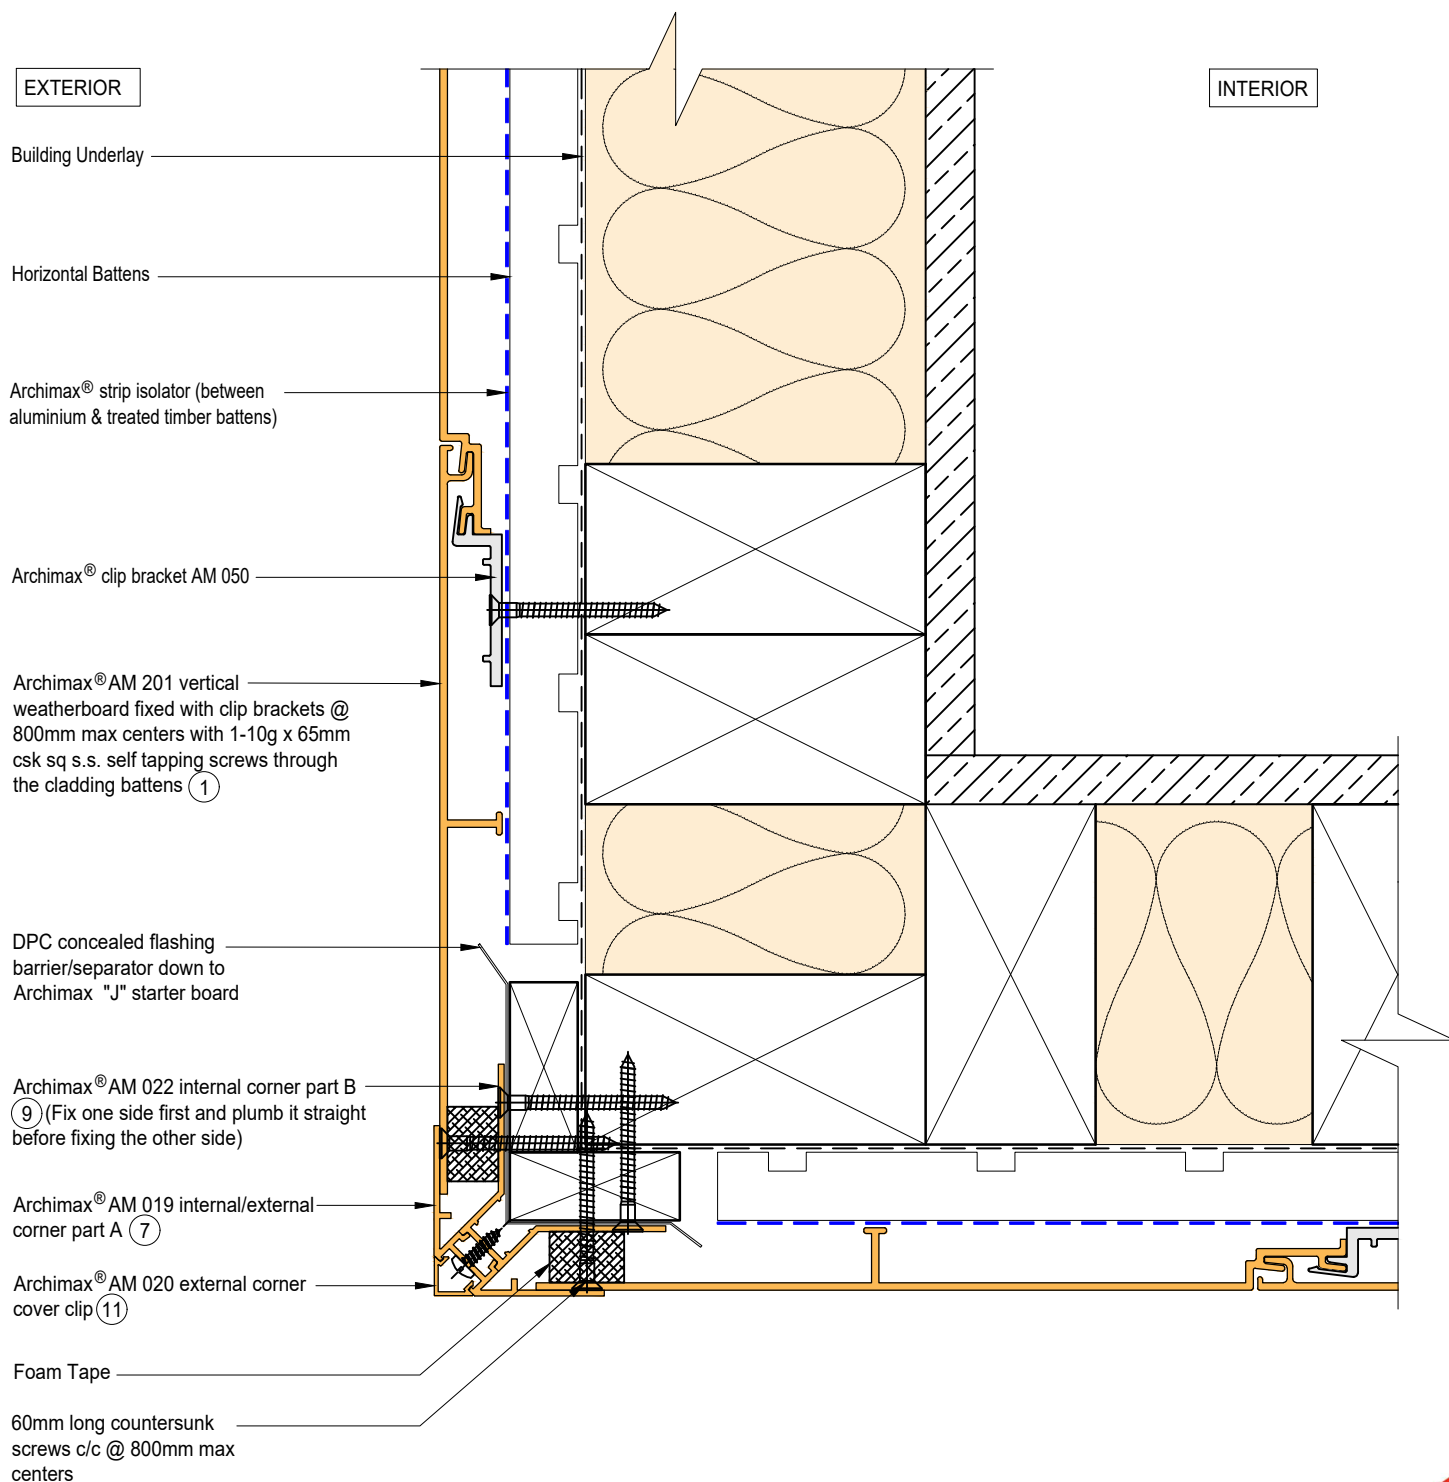 EXTERIOR
INTERIOR
Building Underlay
Horizontal Battens
Archimax® strip isolator (between
aluminium & treated timber battens)
Archimax® clip bracket AM 050
Archimax® AM 201 vertical
weatherboard fixed with clip brackets @
800mm max centers with 1-10g x 65mm
csk sq s.s. self tapping screws through
the cladding battens 1
DPC concealed flashing
barrier/separator down to
Archimax "J" starter board
Archimax® AM 022 internal corner part B
9 (Fix one side first and plumb it straight
before fixing the other side)
Archimax® AM 019 internal/external
corner part A 7
Archimax® AM 020 external corner
cover clip 11
Foam Tape
60mm long countersunk
screws c/c @ 800mm max
centers